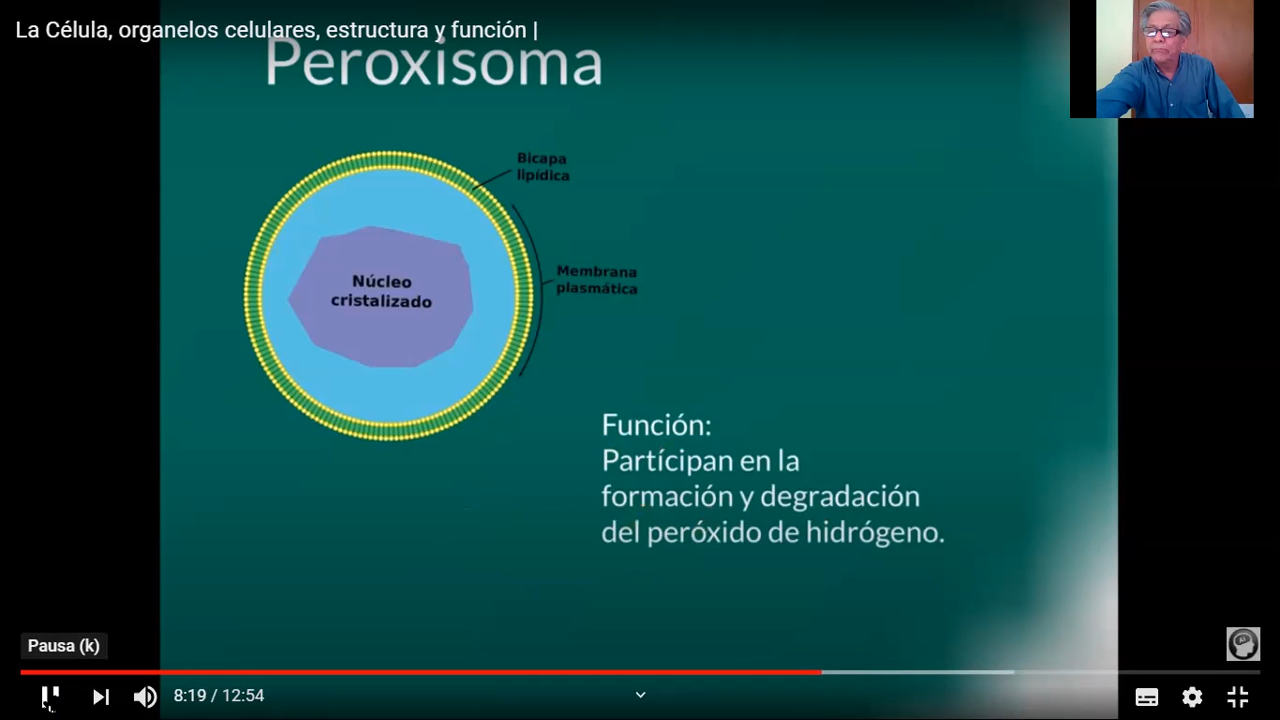 La Célula, organelos celulares, estructura y función |
Peroxisoma
Bicapa
lipídica
Núcleo
cristalizado
Membrana
plasmática
Función:
Partícipan en la
formación y degradación
del peróxido de hidrógeno.
Pausa (k)
8:19 / 12:54